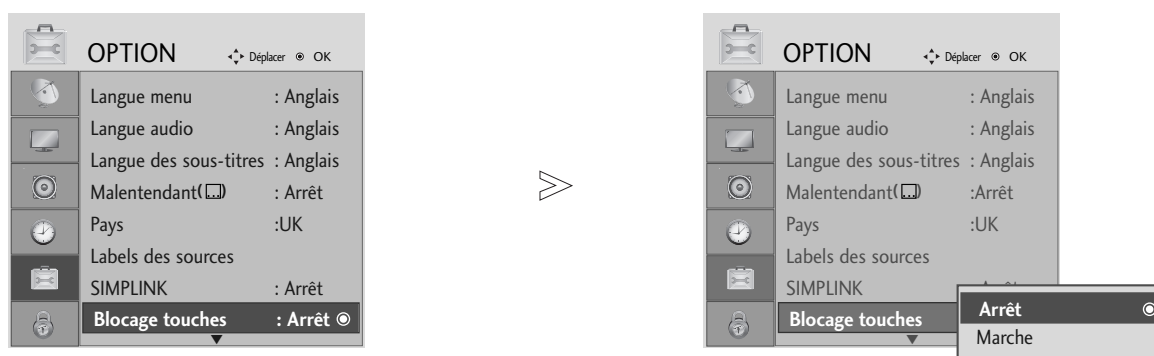 OPTION Déplacer OK
Langue menu : Anglais
Langue audio : Anglais
Langue des sous-titres : Anglais
Malentendant( ) : Arrêt
Pays :UK
Labels des sources
SIMPLINK : Arrêt
Blocage touches : Arrêt
OPTION Déplacer OK
Langue menu : Anglais
Langue audio : Anglais
Langue des sous-titres : Anglais
Malentendant( ) :Arrêt
Pays :UK
Labels des sources
SIMPLINK
Blocage touches
Arrêt
Marche